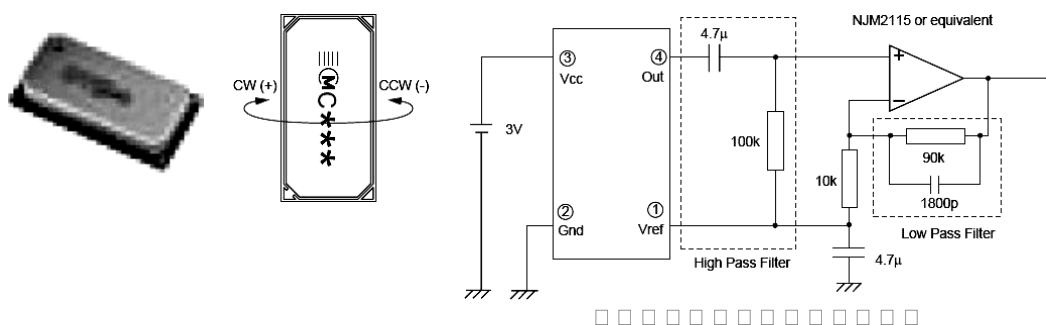 CW (+)
CCW (-)
MC***
3V
③
Vcc
②
Gnd
④
Out
①
Vref
4.7μ
100k
High Pass Filter
NJM2115 or equivalent
+
−
10k
90k
1800p
Low Pass Filter
4.7μ
□ □ □ □ □ □ □ □ □ □ □ □ □ □ □